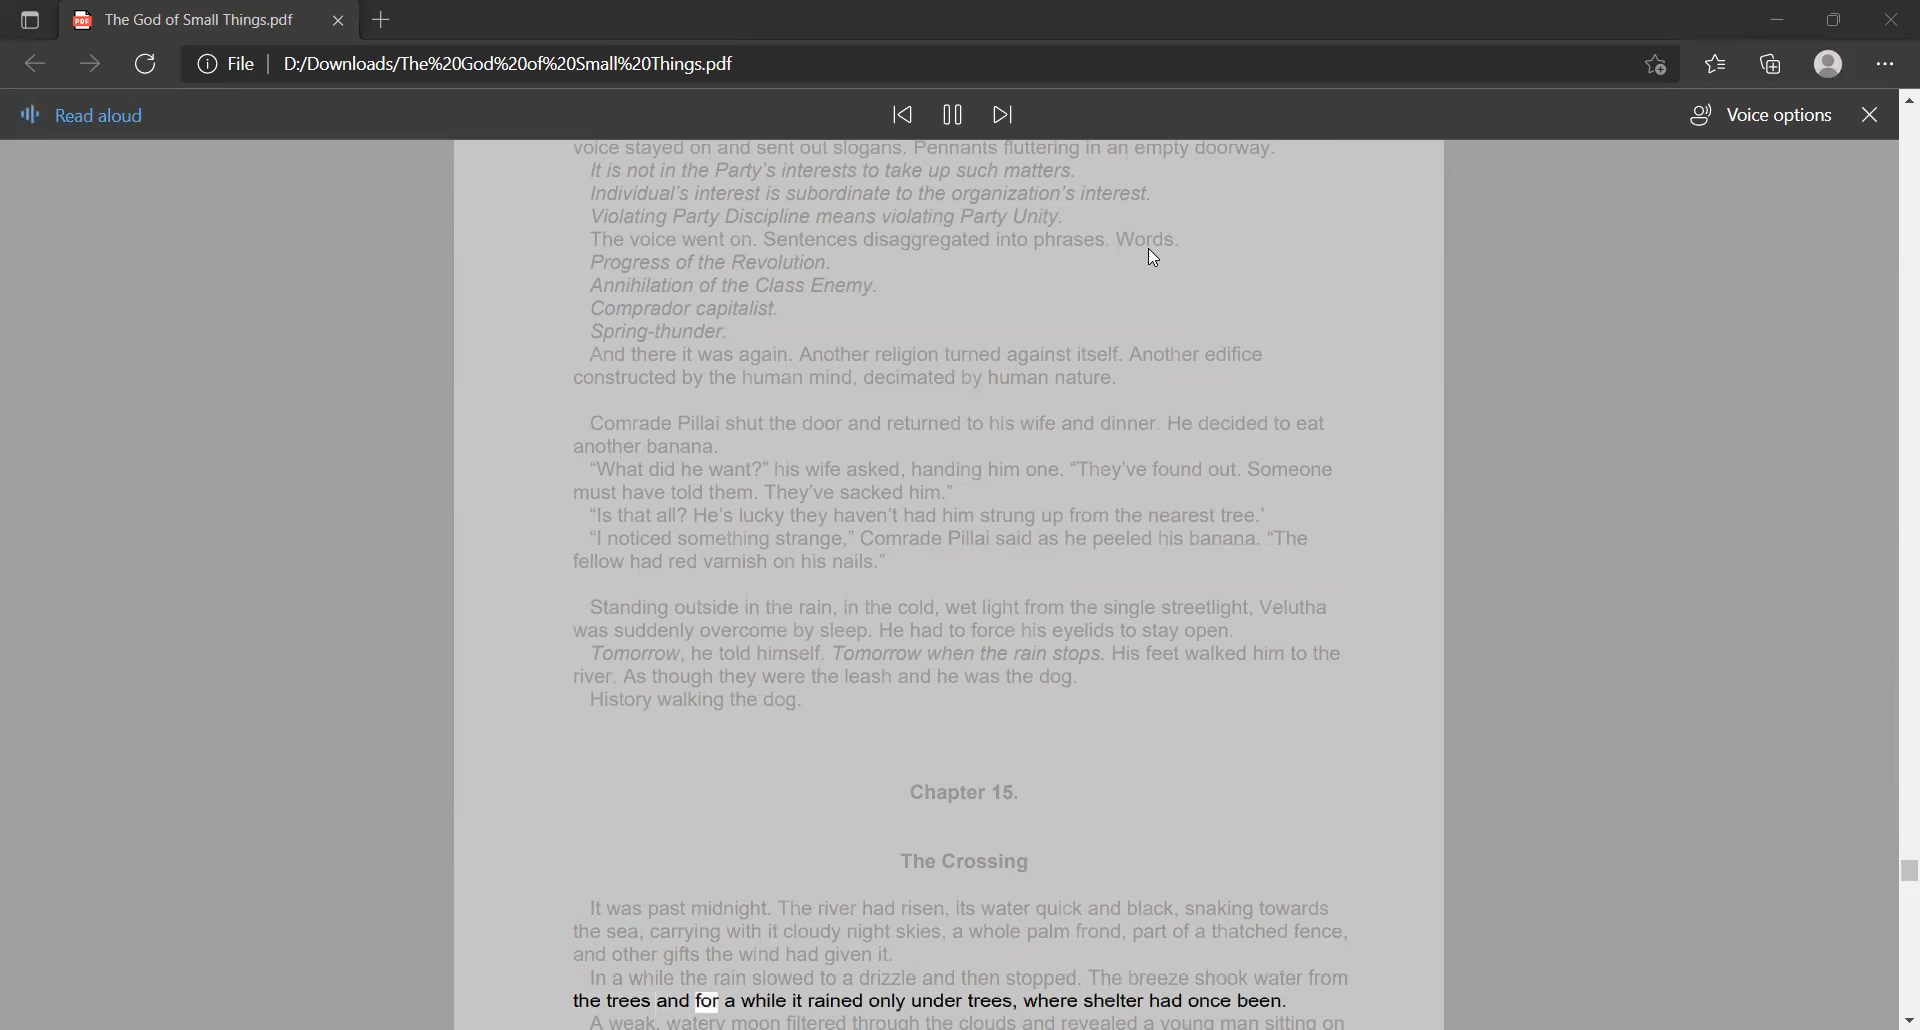 The God of Small Things.pdf
File
D:/Downloads/The%20God%20of%20Small%20Things.pdf
Read aloud
Voice options
voice stayed on and sent out slogans. Pennants fluttering in an empty doorway.
It is not in the Party's interests to take up such matters.
Individual's interest is subordinate to the organization's interest.
Violating Party Discipline means violating Party Unity.
The voice went on. Sentences disaggregated into phrases. Words.
Progress of the Revolution.
Annihilation of the Class Enemy.
Comprador capitalist.
Spring-thunder.
And there it was again. Another religion turned against itself. Another edifice
constructed by the human mind, decimated by human nature.
Comrade Pillai shut the door and returned to his wife and dinner. He decided to eat
another banana.
“What did he want?” his wife asked, handing him one. “They’ve found out. Someone
must have told them. They’ve sacked him.”
“Is that all? He’s lucky they haven’t had him strung up from the nearest tree.’
“I noticed something strange,” Comrade Pillai said as he peeled his banana. “The
fellow had red varnish on his nails.”
Standing outside in the rain, in the cold, wet light from the single streetlight, Velutha
was suddenly overcome by sleep. He had to force his eyelids to stay open.
Tomorrow, he told himself. Tomorrow when the rain stops. His feet walked him to the
river. As though they were the leash and he was the dog.
History walking the dog.
Chapter 15.
The Crossing
It was past midnight. The river had risen, its water quick and black, snaking towards
the sea, carrying with it cloudy night skies, a whole palm frond, part of a thatched fence,
and other gifts the wind had given it.
In a while the rain slowed to a drizzle and then stopped. The breeze shook water from
the trees and for a while it rained only under trees, where shelter had once been.
A weak, watery moon filtered through the clouds and revealed a young man sitting on